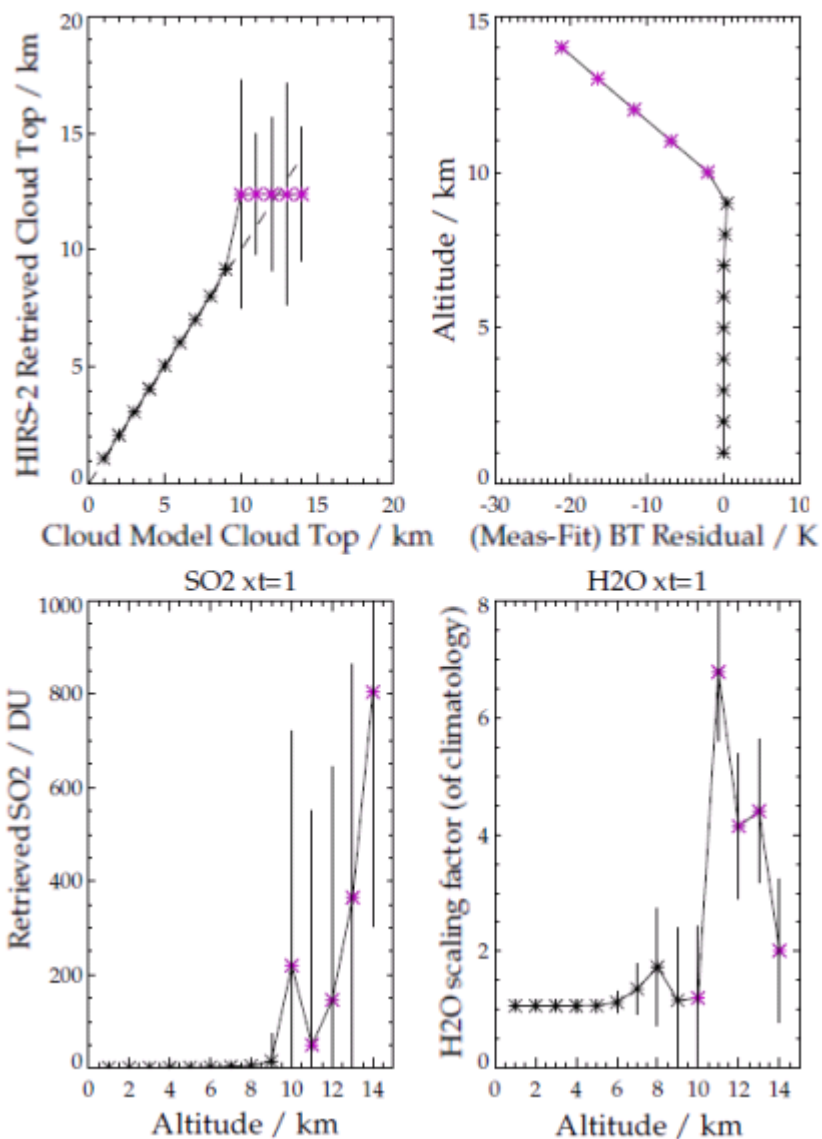 20
15
10
5
0
HIRS-2 Retrieved Cloud Top / km
0 5 10 15 20
Cloud Model Cloud Top / km
15
10
5
0
Altitude / km
-30 -20 -10 0 10
(Meas-Fit) BT Residual / K
SO2 xt=1
1000
800
600
400
200
0
Retrieved SO2 / DU
0 2 4 6 8 10 12 14
Altitude / km
H2O xt=1
8
6
4
2
0
H2O scaling factor (of climatology)
0 2 4 6 8 10 12 14
Altitude / km